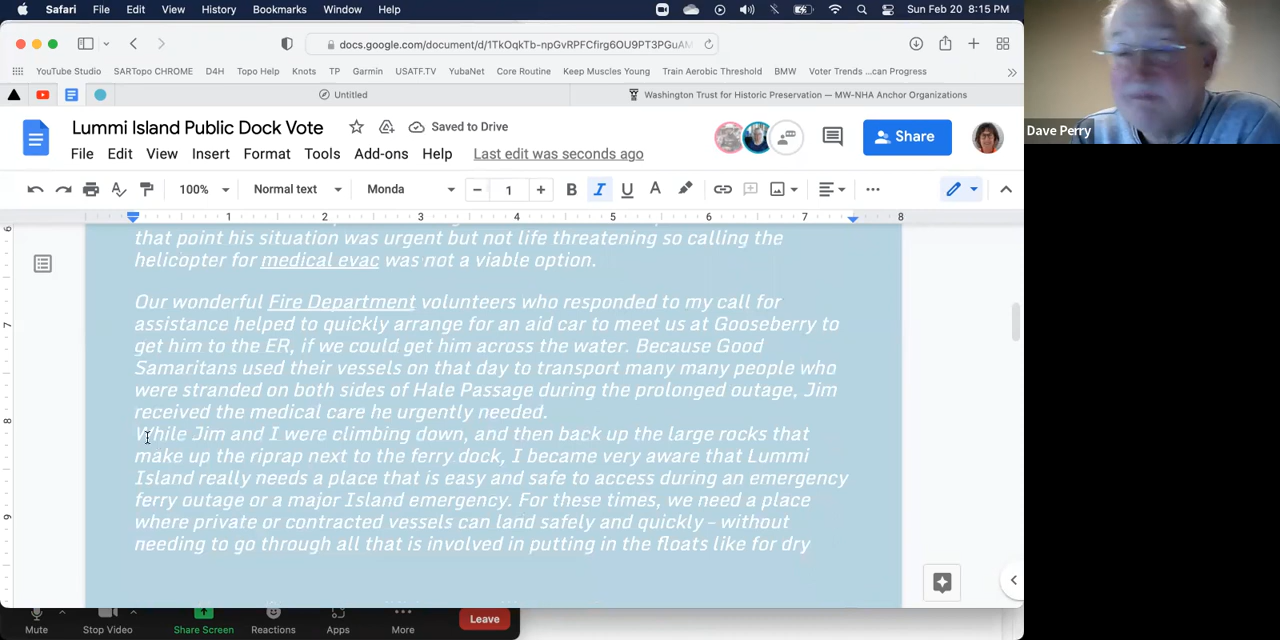 Safari File Edit View History Bookmarks Window Help Sun Feb 20 8:15 PM
docs.google.com/document/d/1TkOqkTb-npGvRPFCfirg6OU9PT3PGuAM
YouTube Studio SARTopo CHROME D4H Topo Help Knots TP Garmin USATF.TV YubaNet Core Routine Keep Muscles Young Train Aerobic Threshold BMW Voter Trends ...can Progress
Untitled Washington Trust for Historic Preservation — MW-NHA Anchor Organizations
Dave Perry
Lummi Island Public Dock Vote Saved to Drive
Share
File Edit View Insert Format Tools Add-ons Help Last edit was seconds ago
100% Normal text Monda - 1 + B I U A
1 2 3 4 5 6 7 8
that point his situation was urgent but not life threatening so calling the
helicopter for medical evac was not a viable option.
Our wonderful Fire Department volunteers who responded to my call for
assistance helped to quickly arrange for an aid car to meet us at Gooseberry to
get him to the ER, if we could get him across the water. Because Good
Samaritans used their vessels on that day to transport many many people who
were stranded on both sides of Hale Passage during the prolonged outage, Jim
received the medical care he urgently needed.
While Jim and I were climbing down, and then back up the large rocks that
make up the riprap next to the ferry dock, I became very aware that Lummi
Island really needs a place that is easy and safe to access during an emergency
ferry outage or a major Island emergency. For these times, we need a place
where private or contracted vessels can land safely and quickly – without
needing to go through all that is involved in putting in the floats like for dry
6
7
8
9
Mute Stop Video Share Screen Reactions Apps More Leave